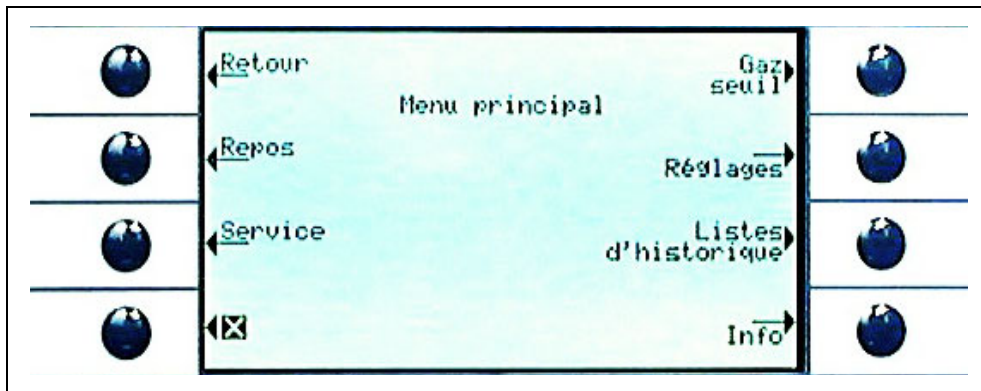 Retour
Gaz
seuil
Menu principal
Repos
Réglages
Service
Listes
d'historique
Info